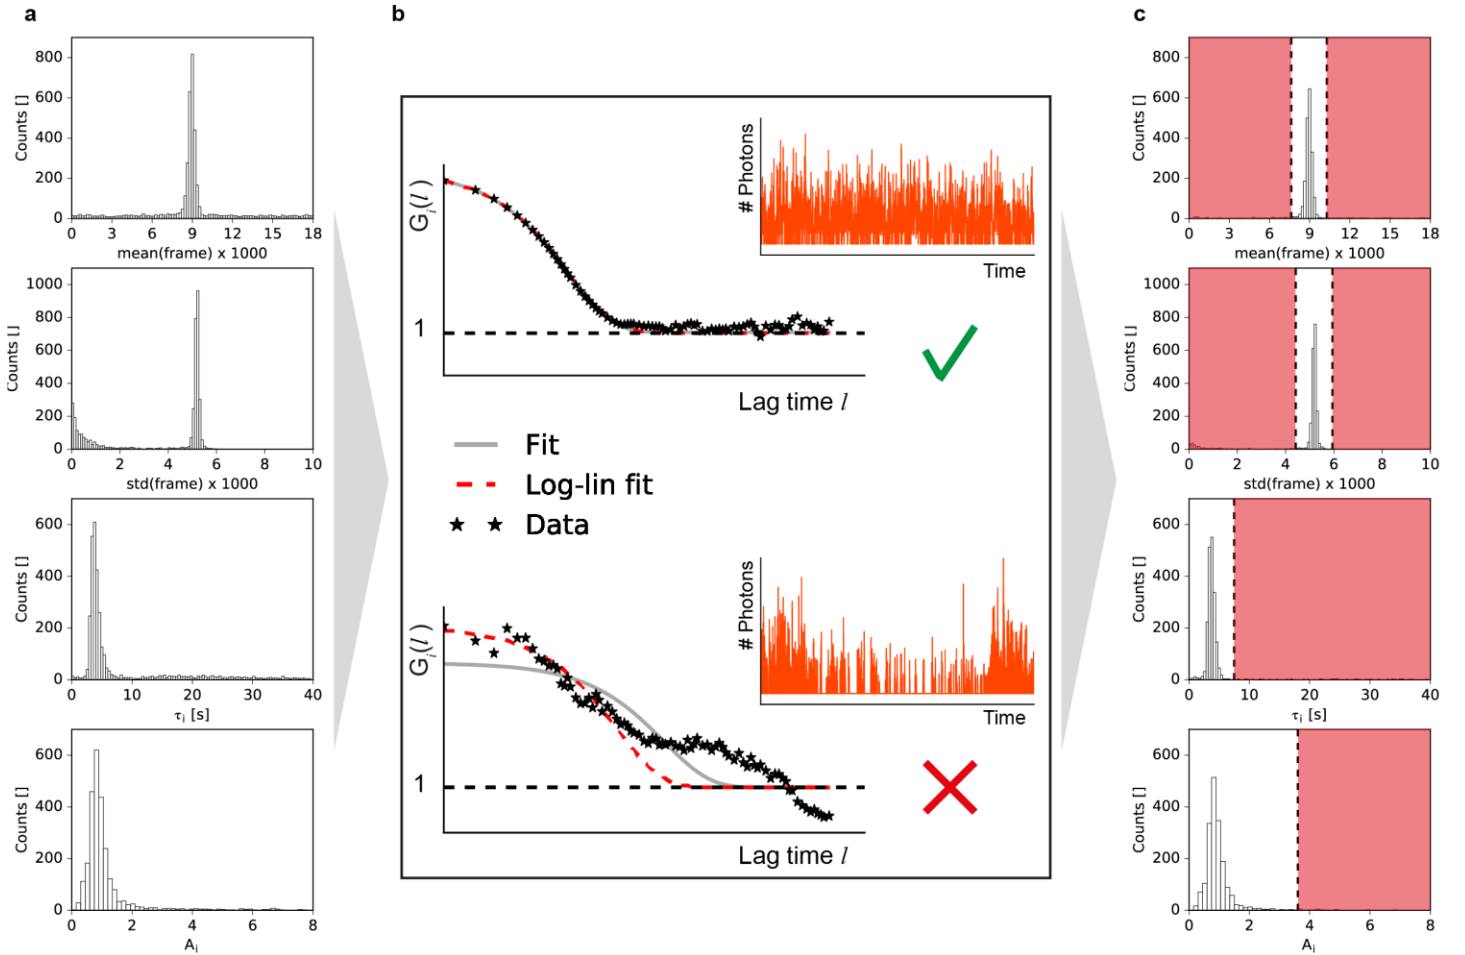 a
800
600
400
200
0
Counts []
0 3 6 9 12 15 18
mean(frame) x 1000
1000
800
600
400
200
0
Counts []
0 2 4 6 8 10
std(frame) x 1000
600
400
200
0
Counts []
0 10 20 30 40
τi [s]
600
400
200
0
Counts []
0 2 4 6 8
Ai
b
Gi(l)
1
# Photons
Time
Lag time l
Fit
Log-lin fit
Data
Gi(l)
1
# Photons
Time
Lag time l
c
800
600
400
200
0
Counts []
0 3 6 9 12 15 18
mean(frame) x 1000
1000
800
600
400
200
0
Counts []
0 2 4 6 8 10
std(frame) x 1000
600
400
200
0
Counts []
0 10 20 30 40
τi [s]
600
400
200
0
Counts []
0 2 4 6 8
Ai